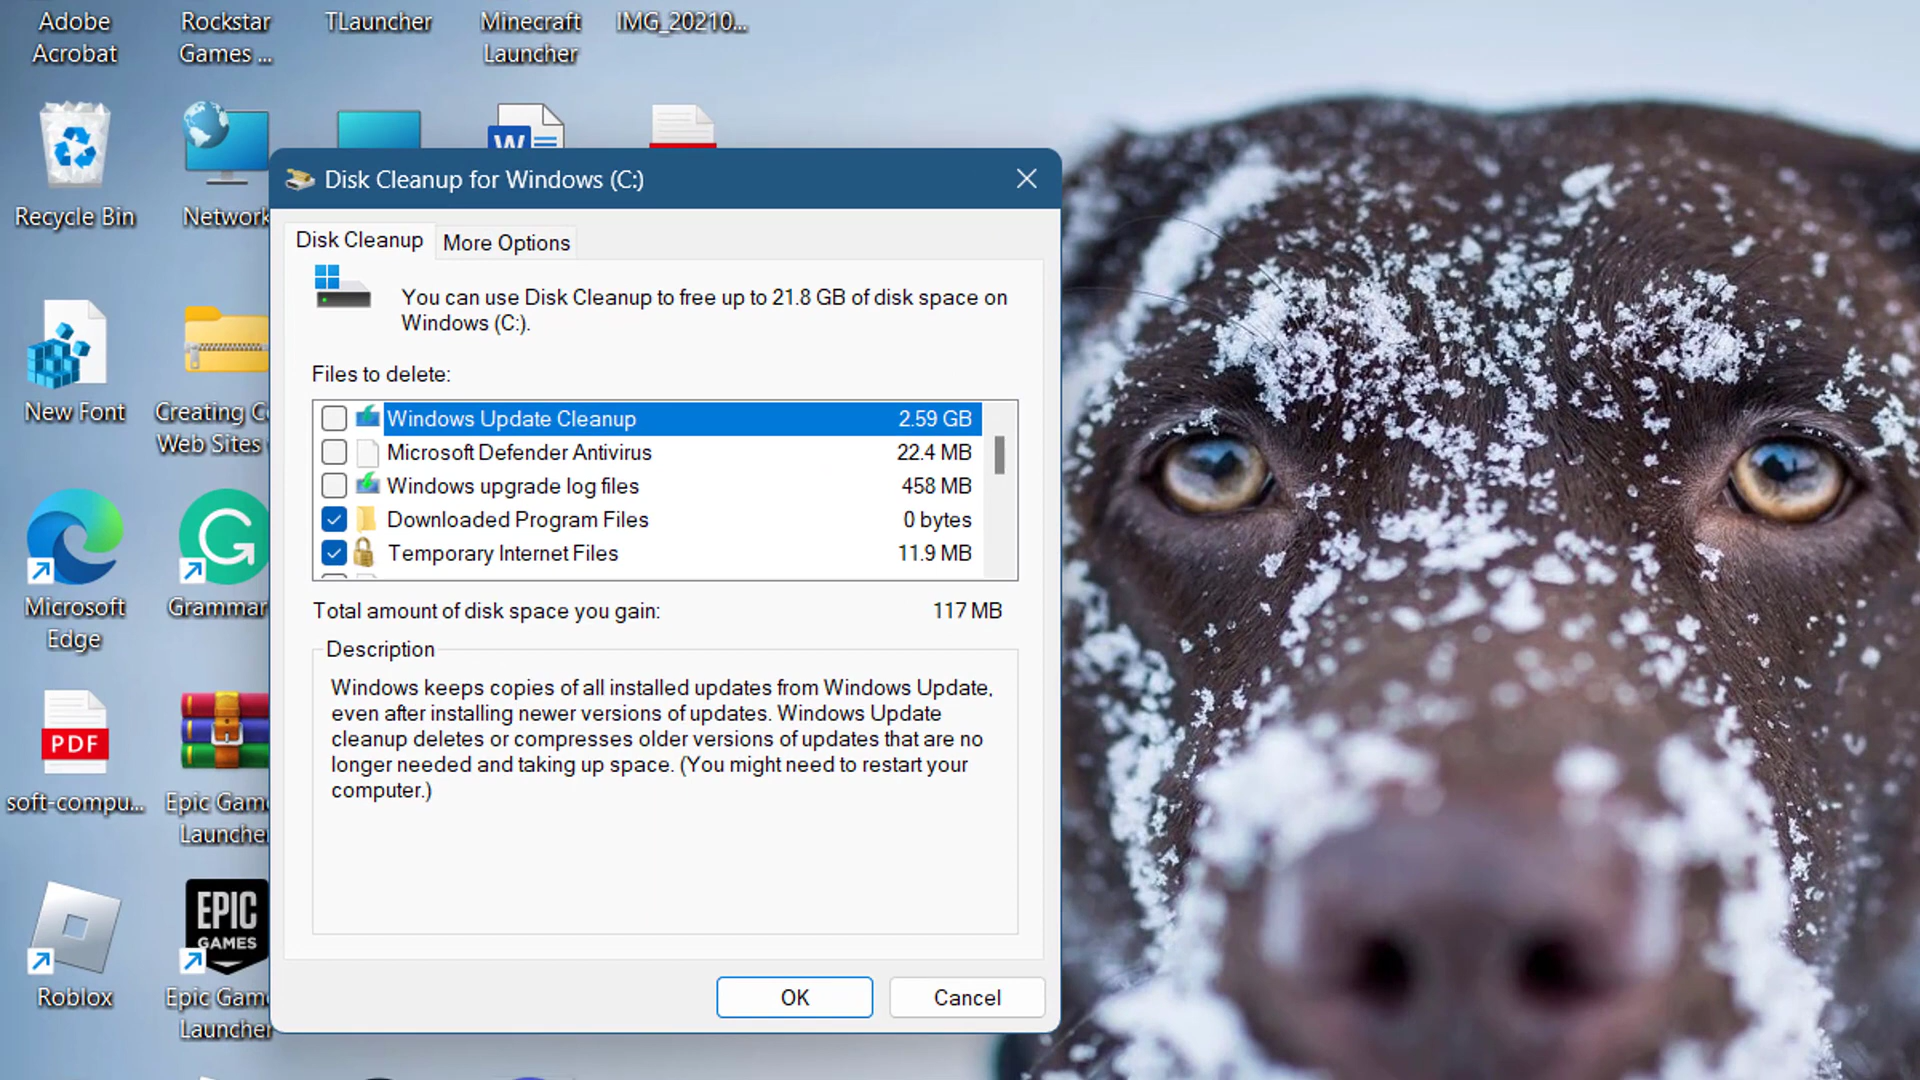 Adobe
Acrobat
Rockstar
Games ...
TLauncher
Minecraft
Launcher
IMG_20210...
W
Recycle Bin
Network
Disk Cleanup for Windows (C:)
Disk Cleanup
More Options
You can use Disk Cleanup to free up to 21.8 GB of disk space on
Windows (C:).
Files to delete:
Windows Update Cleanup 2.59 GB
Microsoft Defender Antivirus 22.4 MB
Windows upgrade log files 458 MB
Downloaded Program Files 0 bytes
Temporary Internet Files 11.9 MB
Total amount of disk space you gain: 117 MB
Description
Windows keeps copies of all installed updates from Windows Update,
even after installing newer versions of updates. Windows Update
cleanup deletes or compresses older versions of updates that are no
longer needed and taking up space. (You might need to restart your
computer.)
OK
Cancel
New Font
Creating C
Web Sites
Microsoft
Edge
G
Grammar
PDF
soft-compu...
Epic Gam
Launcher
Roblox
EPIC
GAMES
Epic Gam
Launcher